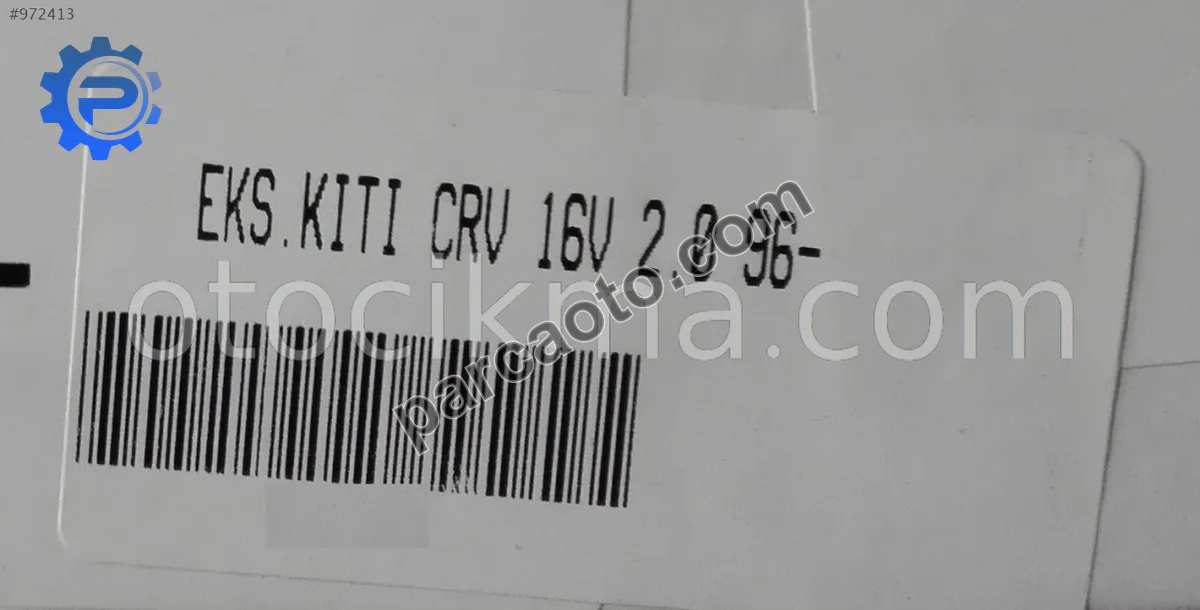 #972413
P
EKS.KITI CRV 16V 2.0 96-
otocikma.com
parcaoto.com